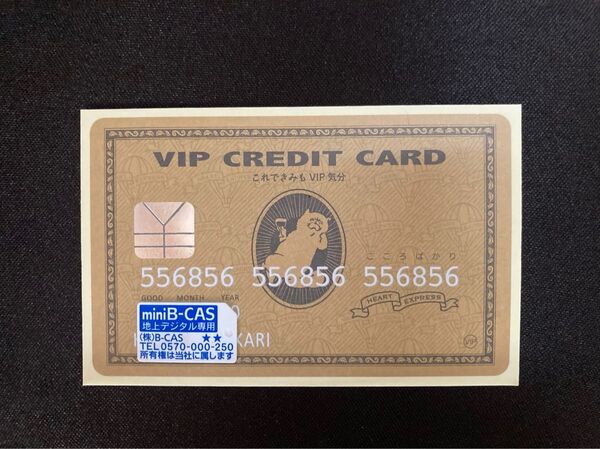 VIP CREDIT CARD
これできみもVIP気分
こころばかり
556856 556856 556856
GOOD MONTH YEAR
HEART EXPRESS
miniB-CAS
地上デジタル専用
(株)B-CAS ★★
TEL 0570-000-250
所有権は当社に属します
KARI
VIP